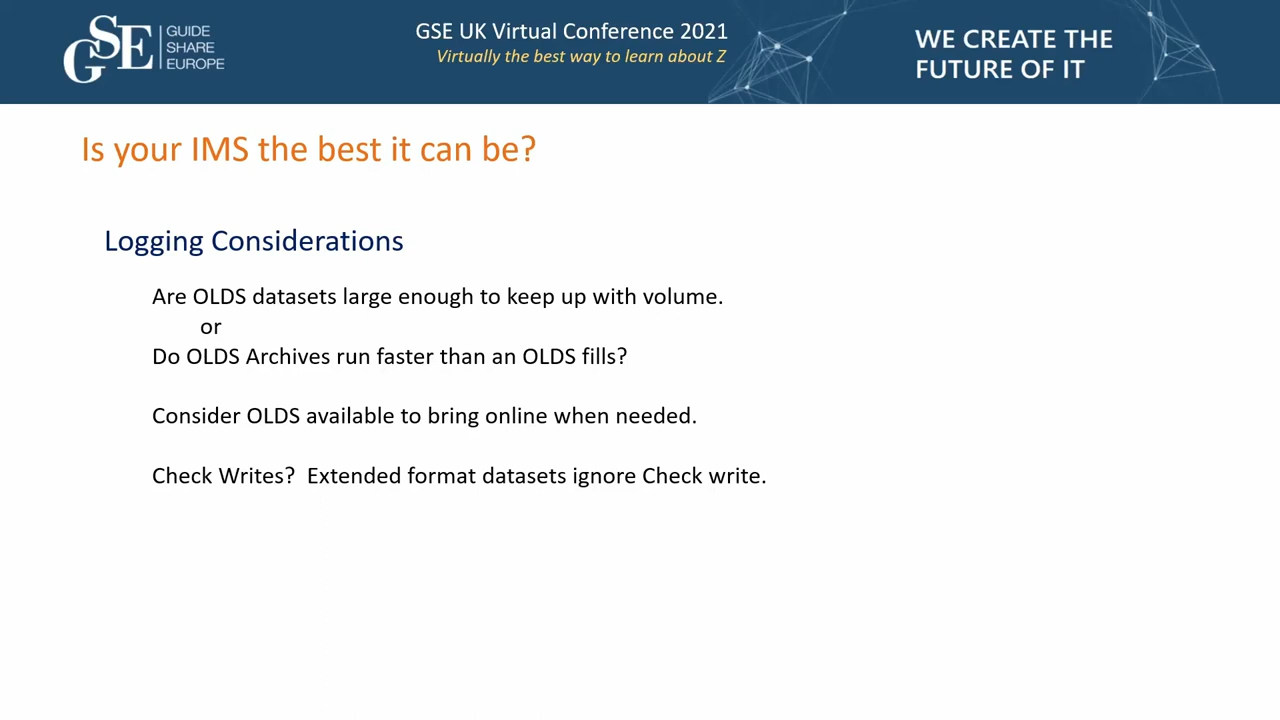 GSE
GUIDE
SHARE
EUROPE
GSE UK Virtual Conference 2021
Virtually the best way to learn about Z
WE CREATE THE
FUTURE OF IT
Is your IMS the best it can be?
Logging Considerations
Are OLDS datasets large enough to keep up with volume.
or
Do OLDS Archives run faster than an OLDS fills?
Consider OLDS available to bring online when needed.
Check Writes?  Extended format datasets ignore Check write.